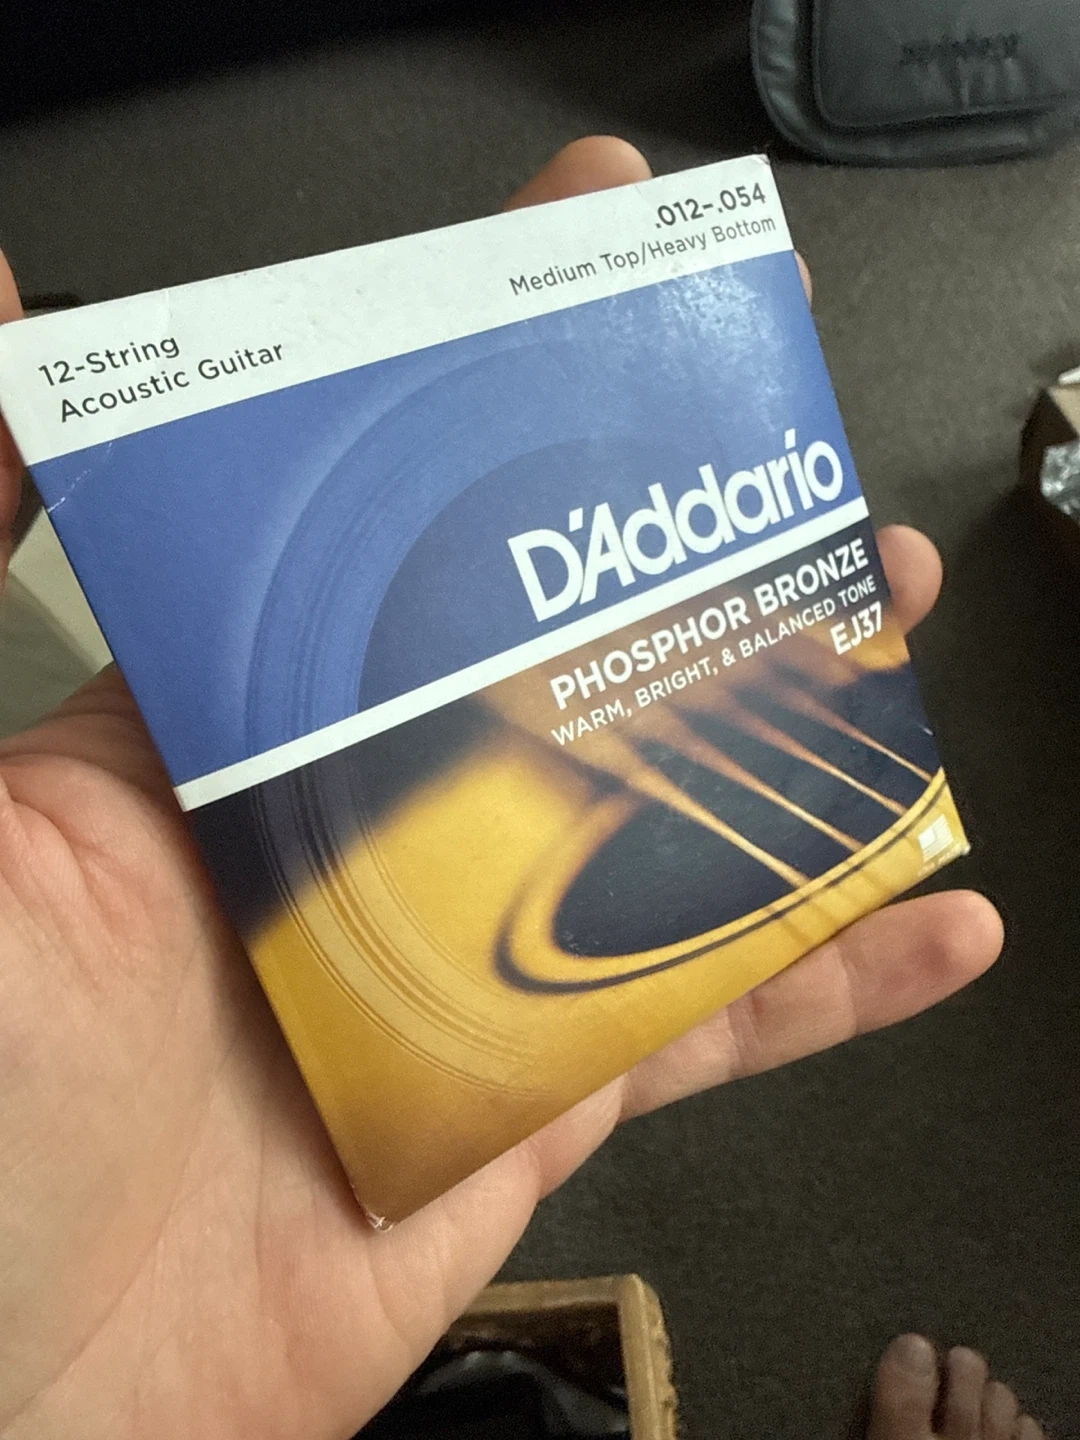 .012-.054
Medium Top/Heavy Bottom
12-String
Acoustic Guitar
D'Addario
PHOSPHOR BRONZE
WARM, BRIGHT, & BALANCED TONE
EJ37